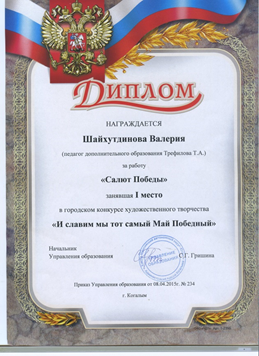 ДИПЛОМ
НАГРАЖДАЕТСЯ
Шайхутдинова Валерия
(педагог дополнительного образования Трефилова Т.А.)
за работу
«Салют Победы»
занявшая I место
в городском конкурсе художественного творчества
«И славим мы тот самый Май Победный»
Начальник
Управления образования С.Г. Гришина
Приказ Управления образования от 08.04.2015г. № 234
г. Когалым